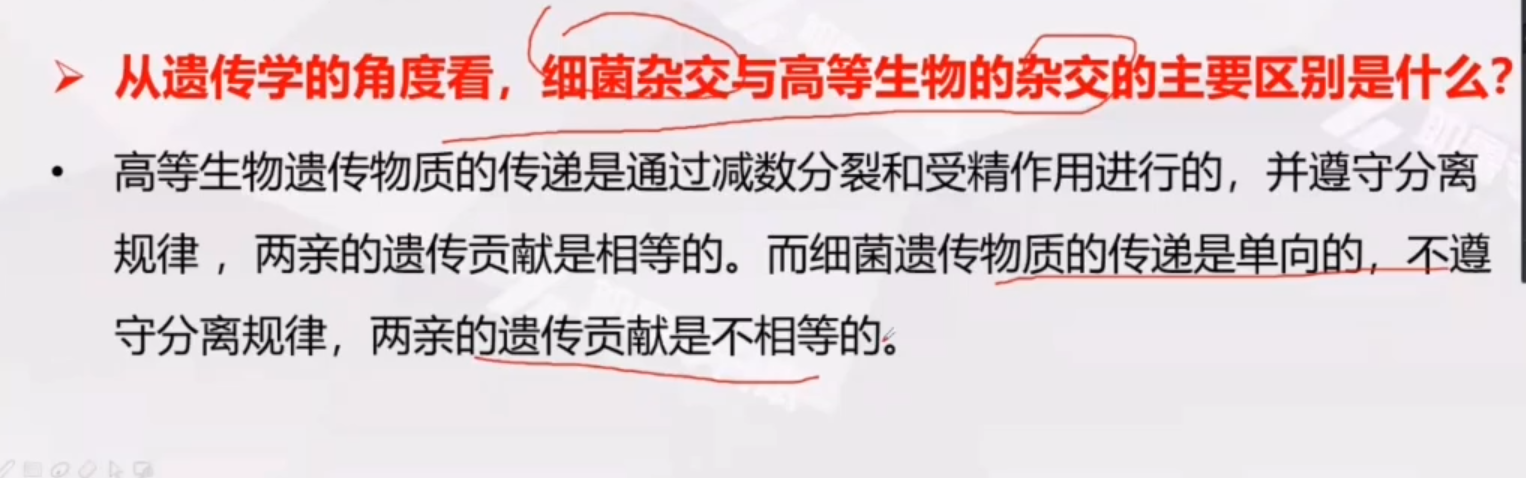 ➢ 从遗传学的角度看，细菌杂交与高等生物的杂交的主要区别是什么？
• 高等生物遗传物质的传递是通过减数分裂和受精作用进行的，并遵守分离
规律 ，两亲的遗传贡献是相等的。而细菌遗传物质的传递是单向的，不遵
守分离规律，两亲的遗传贡献是不相等的。